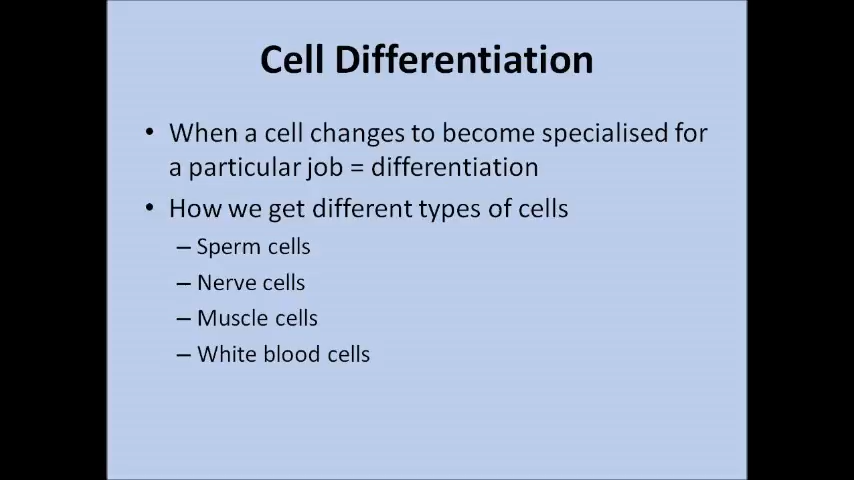 Cell Differentiation
• When a cell changes to become specialised for
a particular job = differentiation
• How we get different types of cells
– Sperm cells
– Nerve cells
– Muscle cells
– White blood cells